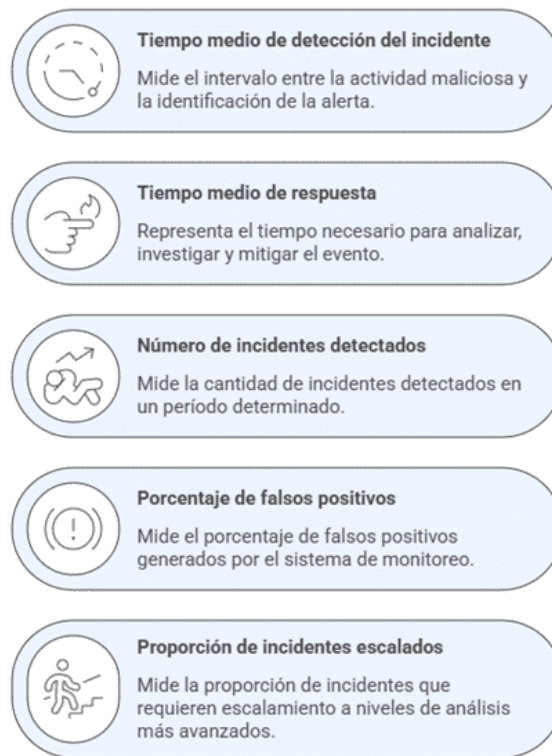 Tiempo medio de detección del incidente
Mide el intervalo entre la actividad maliciosa y
la identificación de la alerta.
Tiempo medio de respuesta
Representa el tiempo necesario para analizar,
investigar y mitigar el evento.
Número de incidentes detectados
Mide la cantidad de incidentes detectados en
un período determinado.
Porcentaje de falsos positivos
Mide el porcentaje de falsos positivos
generados por el sistema de monitoreo.
Proporción de incidentes escalados
Mide la proporción de incidentes que
requieren escalamiento a niveles de análisis
más avanzados.